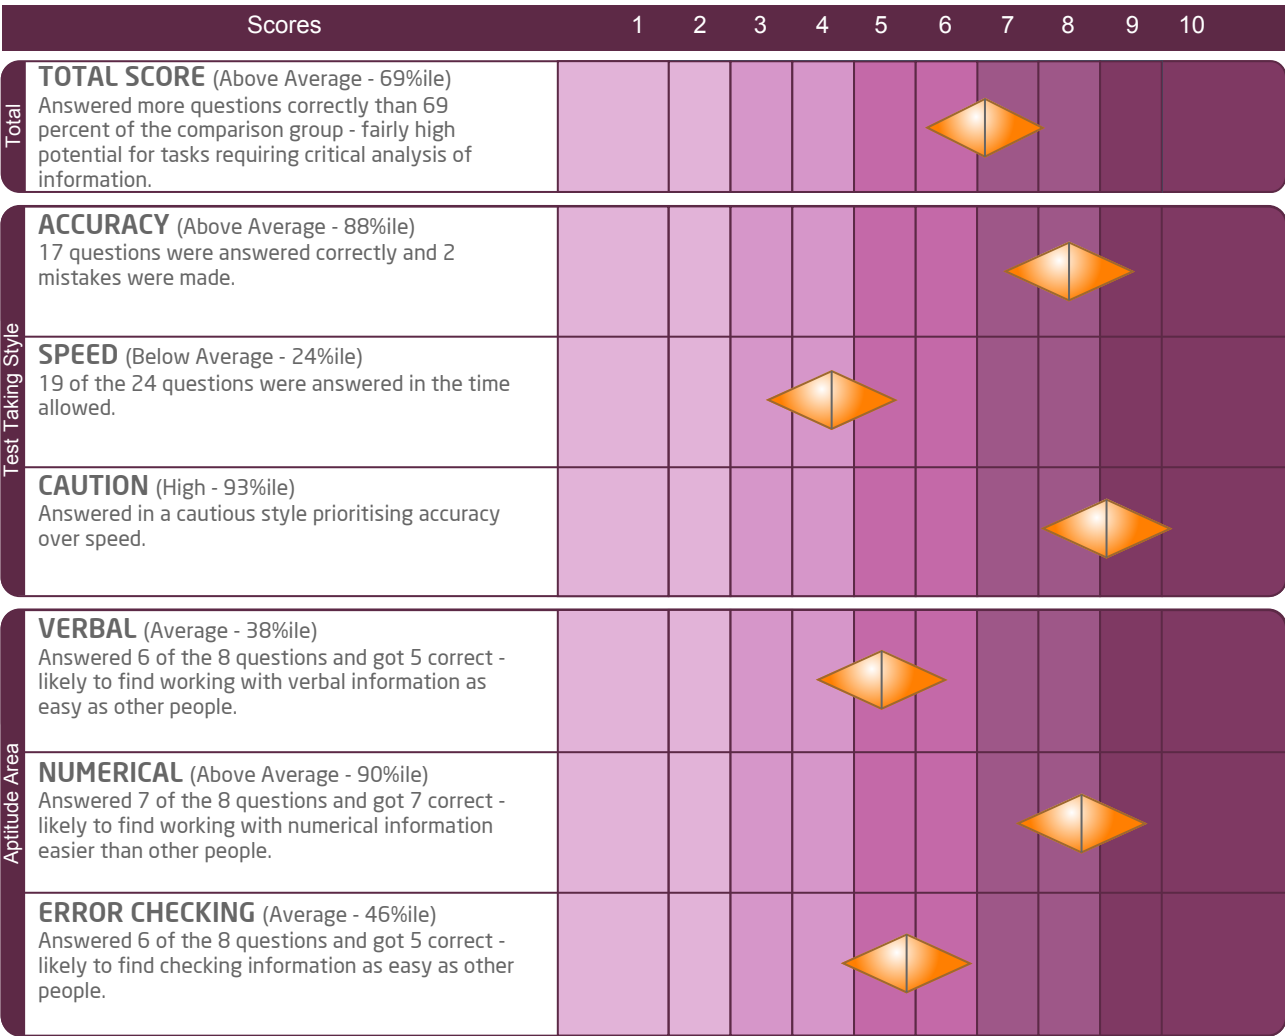 Scores 1 2 3 4 5 6 7 8 9 10
Total
TOTAL SCORE (Above Average - 69%ile)
Answered more questions correctly than 69
percent of the comparison group - fairly high
potential for tasks requiring critical analysis of
information.
Test Taking Style
ACCURACY (Above Average - 88%ile)
17 questions were answered correctly and 2
mistakes were made.
SPEED (Below Average - 24%ile)
19 of the 24 questions were answered in the time
allowed.
CAUTION (High - 93%ile)
Answered in a cautious style prioritising accuracy
over speed.
Aptitude Area
VERBAL (Average - 38%ile)
Answered 6 of the 8 questions and got 5 correct -
likely to find working with verbal information as
easy as other people.
NUMERICAL (Above Average - 90%ile)
Answered 7 of the 8 questions and got 7 correct -
likely to find working with numerical information
easier than other people.
ERROR CHECKING (Average - 46%ile)
Answered 6 of the 8 questions and got 5 correct -
likely to find checking information as easy as other
people.